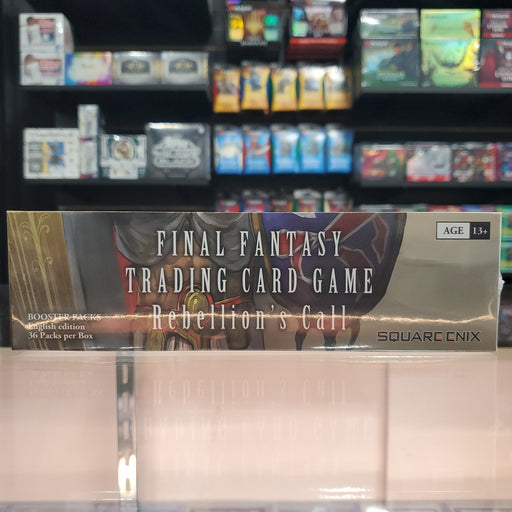 FINAL FANTASY
TRADING CARD GAME
Rebellion's Call
AGE 13+
BOOSTER PACKS
English edition
36 Packs per Box
SQUARE ENIX